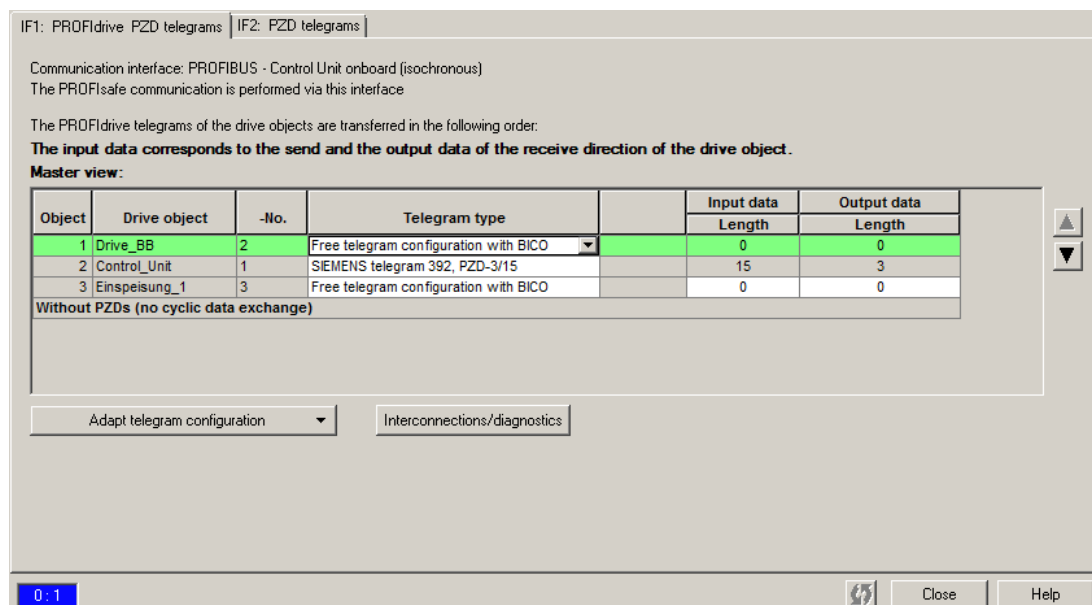 IF1: PROFIdrive PZD telegrams IF2: PZD telegrams
Communication interface: PROFIBUS - Control Unit onboard (isochronous)
The PROFIsafe communication is performed via this interface
The PROFIdrive telegrams of the drive objects are transferred in the following order:
The input data corresponds to the send and the output data of the receive direction of the drive object.
Master view:
Object Drive object -No. Telegram type Input data Output data
Length Length
1 Drive_BB 2 Free telegram configuration with BICO 0 0
2 Control_Unit 1 SIEMENS telegram 392, PZD-3/15 15 3
3 Einspeisung_1 3 Free telegram configuration with BICO 0 0
Without PZDs (no cyclic data exchange)
Adapt telegram configuration Interconnections/diagnostics
0:1 Close Help